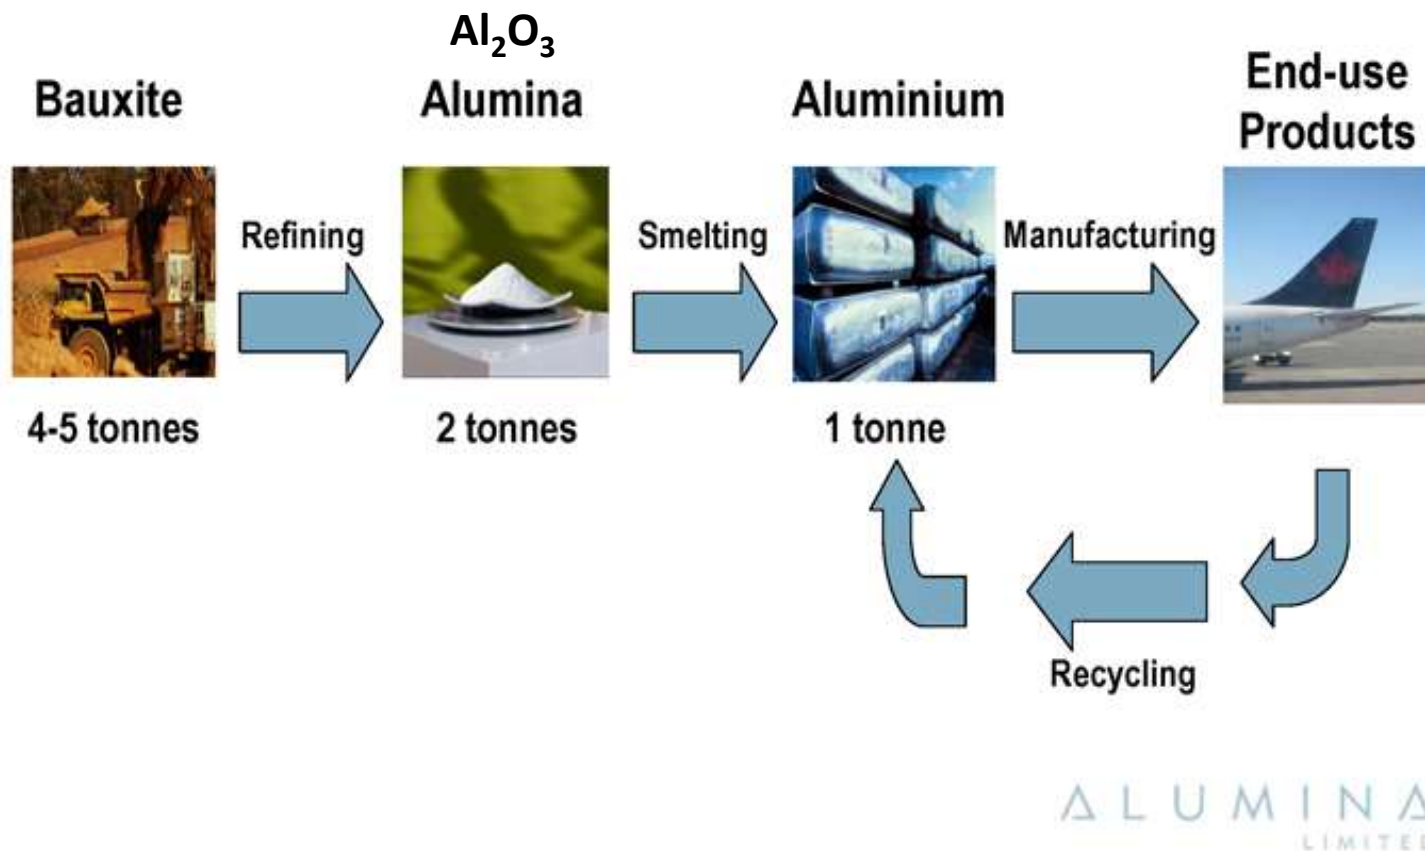 Al₂O₃
Bauxite
Alumina
Aluminium
End-use
Products
Refining
Smelting
Manufacturing
4-5 tonnes
2 tonnes
1 tonne
Recycling
ALUMINA
LIMITED